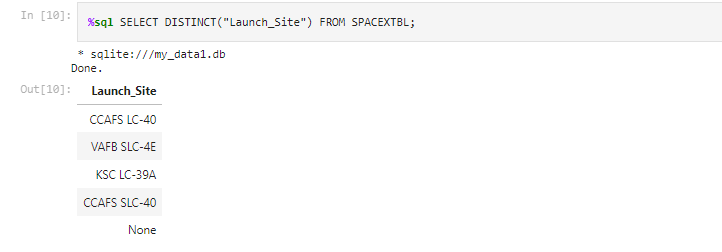 In [10]: %sql SELECT DISTINCT("Launch_Site") FROM SPACEXTBL;
* sqlite:///my_data1.db
Done.
Out[10]: Launch_Site
CCAFS LC-40
VAFB SLC-4E
KSC LC-39A
CCAFS SLC-40
None